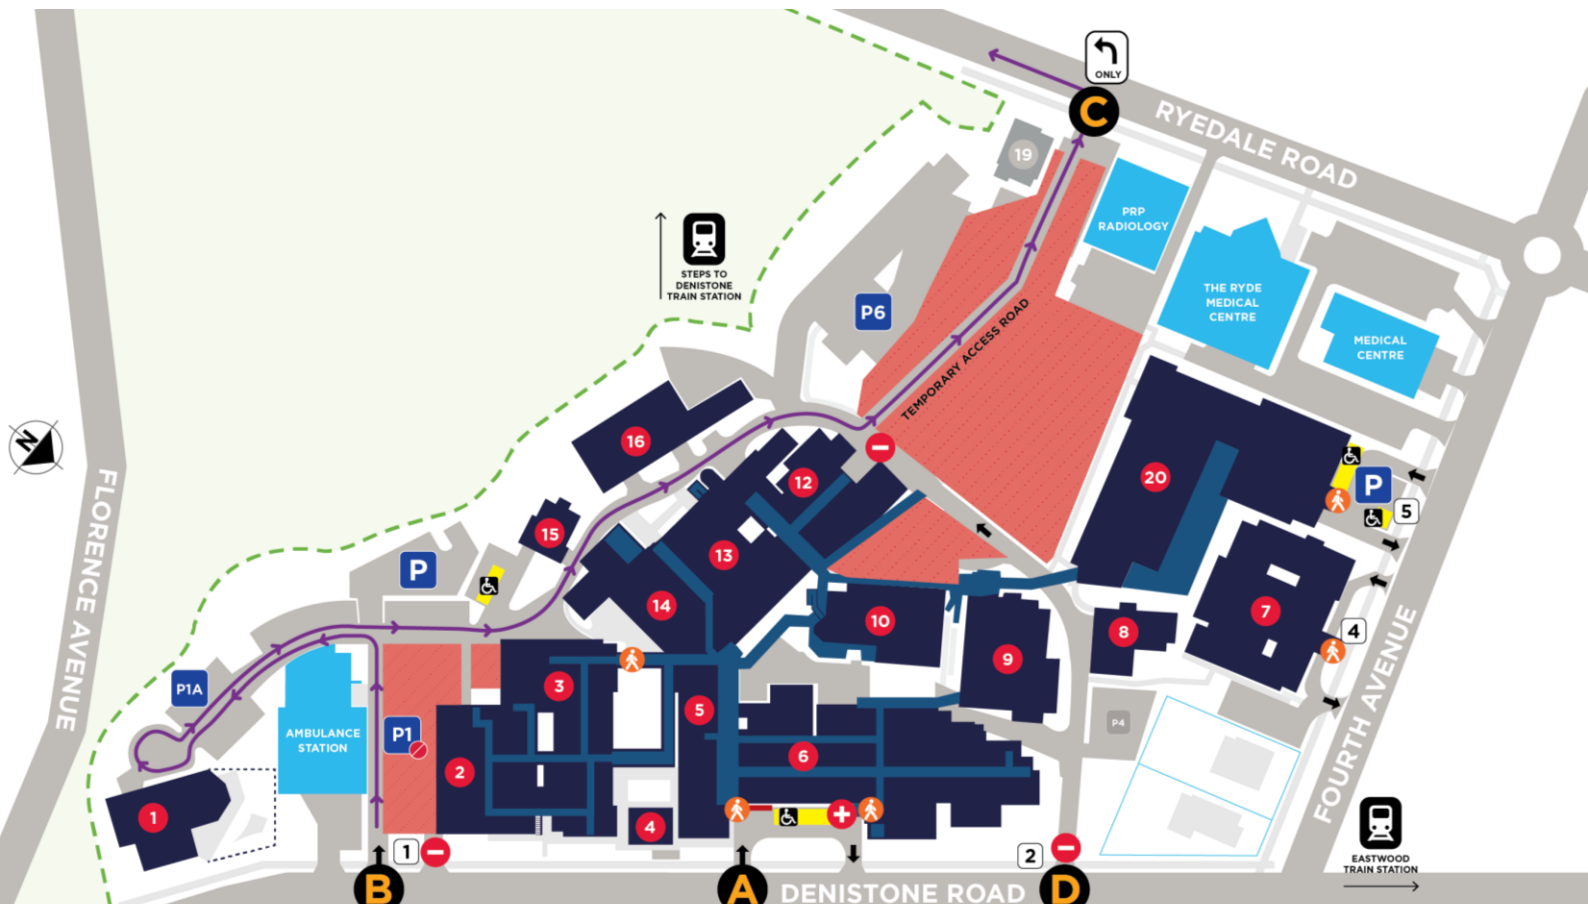 ONLY
C
RYEDALE ROAD
19
PRP
RADIOLOGY
STEPS TO
DENISTONE
TRAIN STATION
P6
THE RYDE
MEDICAL
CENTRE
MEDICAL
CENTRE
TEMPORARY ACCESS ROAD
N
FLORENCE AVENUE
16
12
20
P
5
15
13
P
14
10
7
8
4
9
P1A
3
5
P4
AMBULANCE
STATION
P1
2
6
FOURTH AVENUE
1
4
1
2
EASTWOOD
TRAIN STATION
B
A
DENISTONE ROAD
D